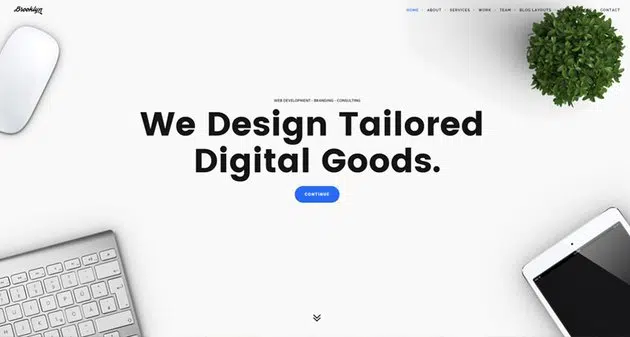 Brooklyn
HOME ABOUT SERVICES WORK TEAM BLOG LAYOUTS CONTACT
WEB DEVELOPMENT - BRANDING - CONSULTING
We Design Tailored
Digital Goods.
CONTINUE